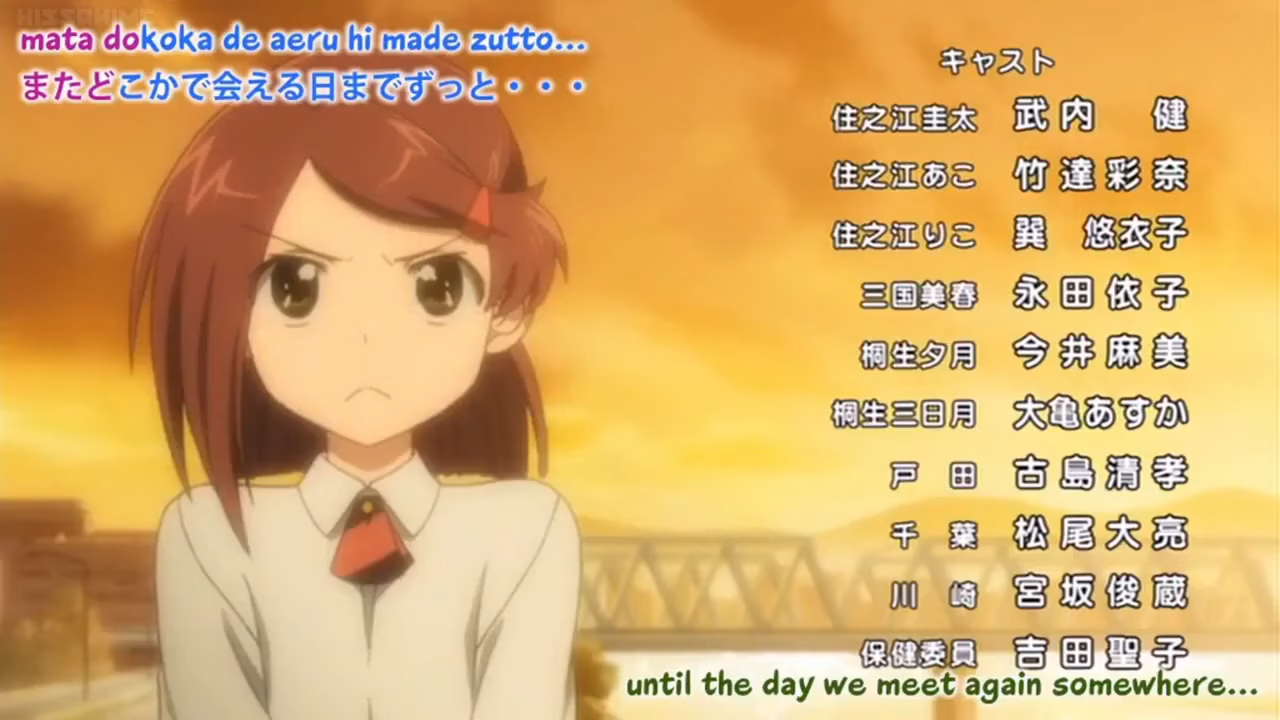 KISSANIME
mata dokoka de aeru hi made zutto...
またどこかで会える日までずっと・・・
キャスト
住之江圭太 武内 健
住之江あこ 竹達彩奈
住之江りこ 巽 悠衣子
三国美春 永田依子
桐生夕月 今井麻美
桐生三日月 大亀あすか
戸田 古島清孝
千葉 松尾大亮
川崎 宮坂俊蔵
保健委員 吉田聖子
until the day we meet again somewhere...